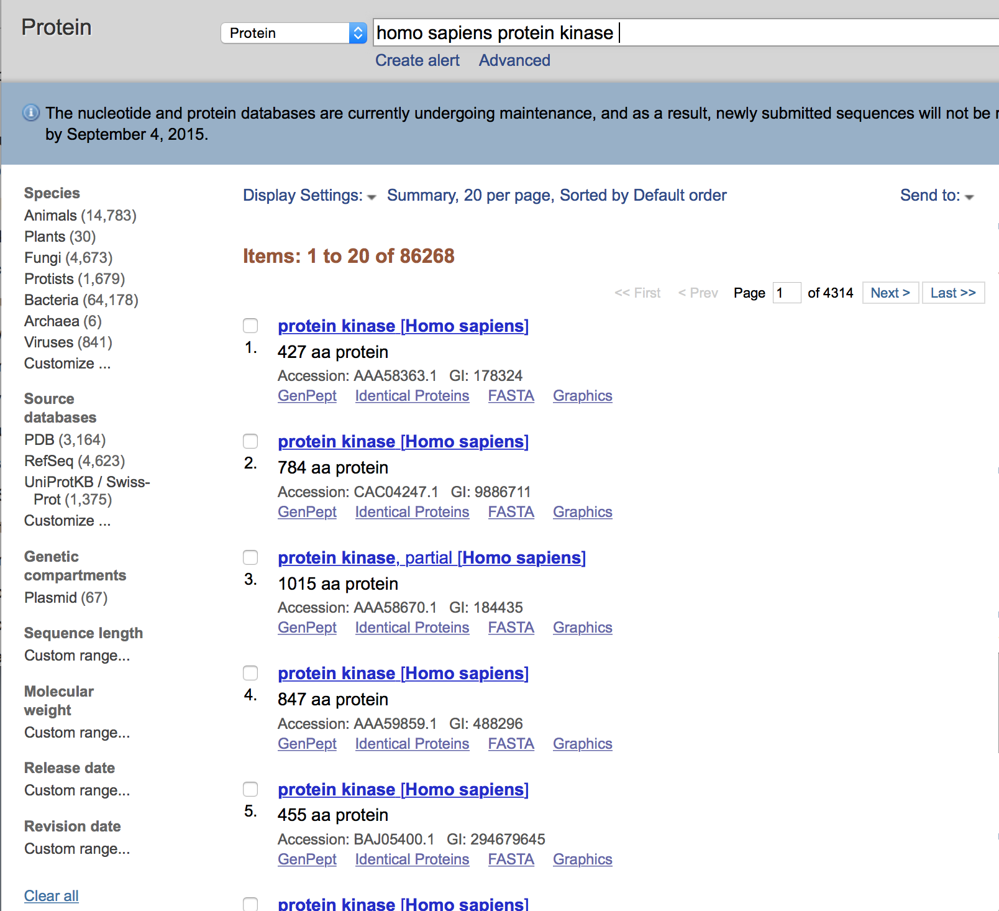 Protein
Protein
homo sapiens protein kinase
Create alert Advanced
The nucleotide and protein databases are currently undergoing maintenance, and as a result, newly submitted sequences will not be
by September 4, 2015.
Species
Animals (14,783)
Plants (30)
Fungi (4,673)
Protists (1,679)
Bacteria (64,178)
Archaea (6)
Viruses (841)
Customize ...
Source
databases
PDB (3,164)
RefSeq (4,623)
UniProtKB / Swiss-
Prot (1,375)
Customize ...
Genetic
compartments
Plasmid (67)
Sequence length
Custom range...
Molecular
weight
Custom range...
Release date
Custom range...
Revision date
Custom range...
Clear all
Display Settings: Summary, 20 per page, Sorted by Default order
Send to:
Items: 1 to 20 of 86268
<< First < Prev Page 1 of 4314 Next > Last >>
protein kinase [Homo sapiens]
1. 427 aa protein
Accession: AAA58363.1 GI: 178324
GenPept Identical Proteins FASTA Graphics
protein kinase [Homo sapiens]
2. 784 aa protein
Accession: CAC04247.1 GI: 9886711
GenPept Identical Proteins FASTA Graphics
protein kinase, partial [Homo sapiens]
3. 1015 aa protein
Accession: AAA58670.1 GI: 184435
GenPept Identical Proteins FASTA Graphics
protein kinase [Homo sapiens]
4. 847 aa protein
Accession: AAA59859.1 GI: 488296
GenPept Identical Proteins FASTA Graphics
protein kinase [Homo sapiens]
5. 455 aa protein
Accession: BAJ05400.1 GI: 294679645
GenPept Identical Proteins FASTA Graphics
protein kinase [Homo sapiens]